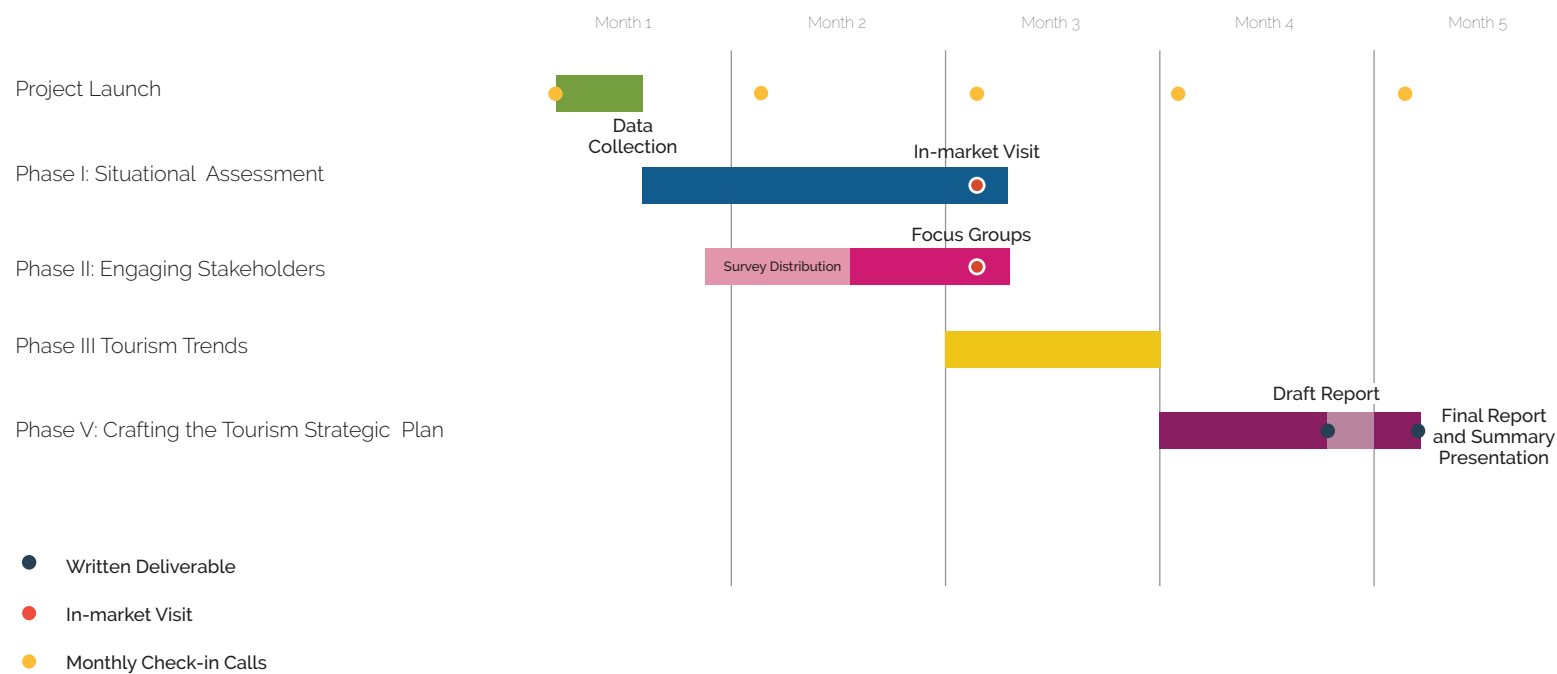 Month 1
Month 2
Month 3
Month 4
Month 5
Project Launch
Data
Collection
In-market Visit
Phase I: Situational  Assessment
Focus Groups
Phase II: Engaging Stakeholders
Survey Distribution
Phase III Tourism Trends
Draft Report
Phase V: Crafting the Tourism Strategic  Plan
Final Report
and Summary
Presentation
Written Deliverable
In-market Visit
Monthly Check-in Calls